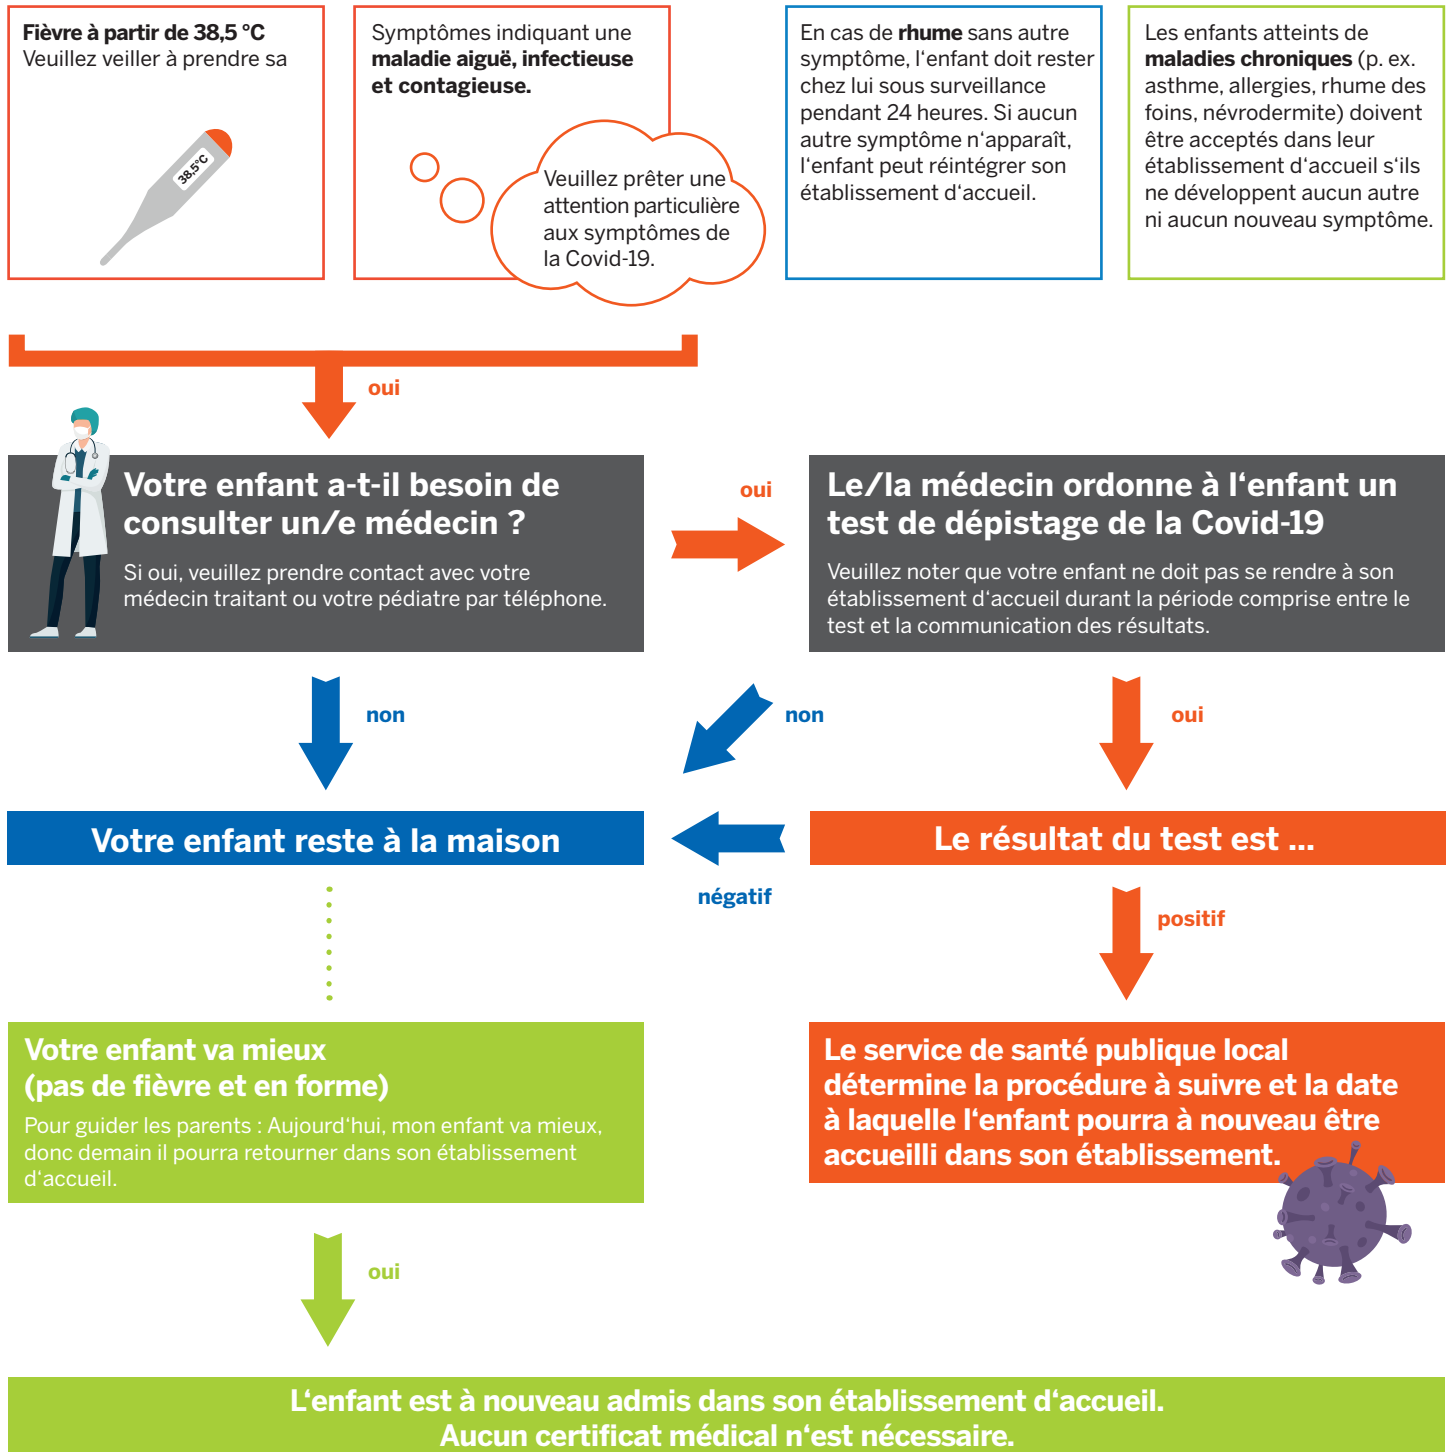 Fièvre à partir de 38,5 °C
Veuillez veiller à prendre sa
38,5°C
Symptômes indiquant une
maladie aiguë, infectieuse
et contagieuse.
Veuillez prêter une
attention particulière
aux symptômes de
la Covid-19.
En cas de rhume sans autre
symptôme, l‘enfant doit rester
chez lui sous surveillance
pendant 24 heures. Si aucun
autre symptôme n‘apparaît,
l‘enfant peut réintégrer son
établissement d‘accueil.
Les enfants atteints de
maladies chroniques (p. ex.
asthme, allergies, rhume des
foins, névrodermite) doivent
être acceptés dans leur
établissement d‘accueil s‘ils
ne développent aucun autre
ni aucun nouveau symptôme.
oui
Votre enfant a-t-il besoin de
consulter un/e médecin ?
Si oui, veuillez prendre contact avec votre
médecin traitant ou votre pédiatre par téléphone.
oui
Le/la médecin ordonne à l‘enfant un
test de dépistage de la Covid-19
Veuillez noter que votre enfant ne doit pas se rendre à son
établissement d‘accueil durant la période comprise entre le
test et la communication des résultats.
non
non
oui
Votre enfant reste à la maison
Le résultat du test est ...
négatif
positif
Votre enfant va mieux
(pas de fièvre et en forme)
Pour guider les parents : Aujourd‘hui, mon enfant va mieux,
donc demain il pourra retourner dans son établissement
d‘accueil.
Le service de santé publique local
détermine la procédure à suivre et la date
à laquelle l‘enfant pourra à nouveau être
accueilli dans son établissement.
oui
L‘enfant est à nouveau admis dans son établissement d‘accueil.
Aucun certificat médical n‘est nécessaire.